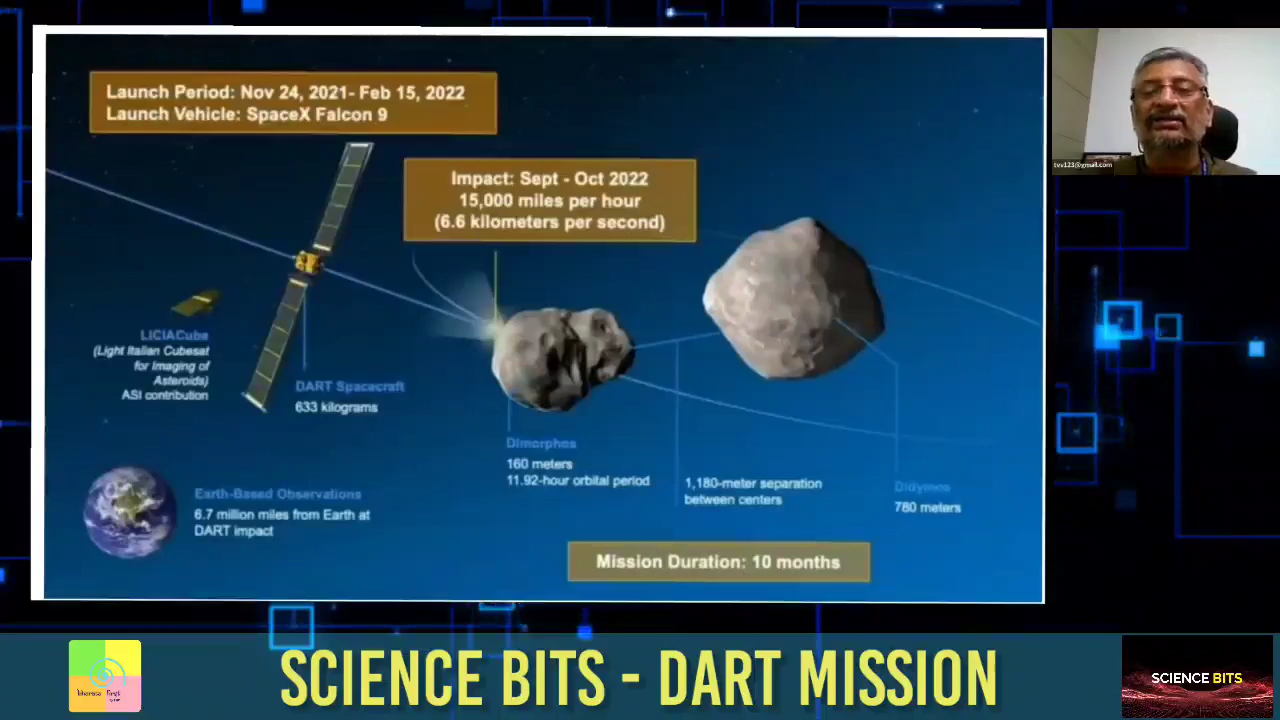 Launch Period: Nov 24, 2021- Feb 15, 2022
Launch Vehicle: SpaceX Falcon 9
Impact: Sept - Oct 2022
15,000 miles per hour
(6.6 kilometers per second)
tvv123@gmail.com
LICIACube
(Light Italian Cubesat
for Imaging of
Asteroids)
ASI contribution
DART Spacecraft
633 kilograms
Dimorphos
160 meters
11.92-hour orbital period
1,180-meter separation
between centers
Didymos
780 meters
Earth-Based Observations
6.7 million miles from Earth at
DART impact
Mission Duration: 10 months
SCIENCE BITS - DART MISSION
SCIENCE BITS